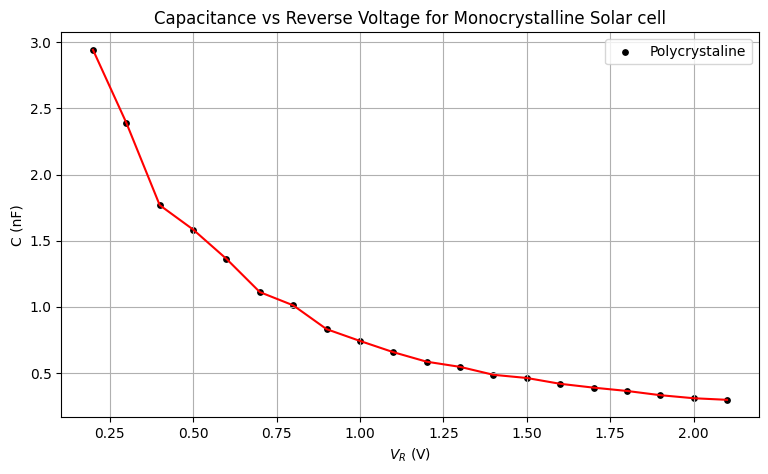 Capacitance vs Reverse Voltage for Monocrystalline Solar cell
Polycrystaline
C (nF)
3.0
2.5
2.0
1.5
1.0
0.5
0.25 0.50 0.75 1.00 1.25 1.50 1.75 2.00
V_R (V)